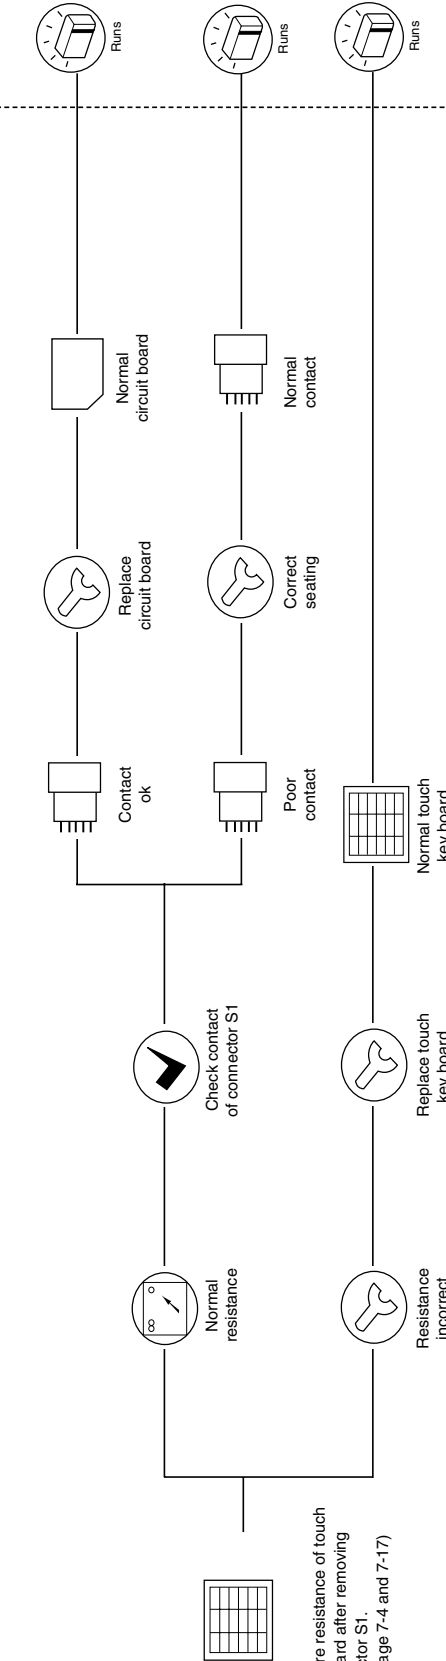 Contact
ok
Replace
circuit board
Normal
circuit board
Runs
Normal
resistance
Check contact
of connector S1
Poor
contact
Correct
seating
Normal
contact
Runs
re resistance of touch
ard after removing
ctor S1.
age 7-4 and 7-17)
Resistance
incorrect
Replace touch
key board
Normal touch
key board
Runs